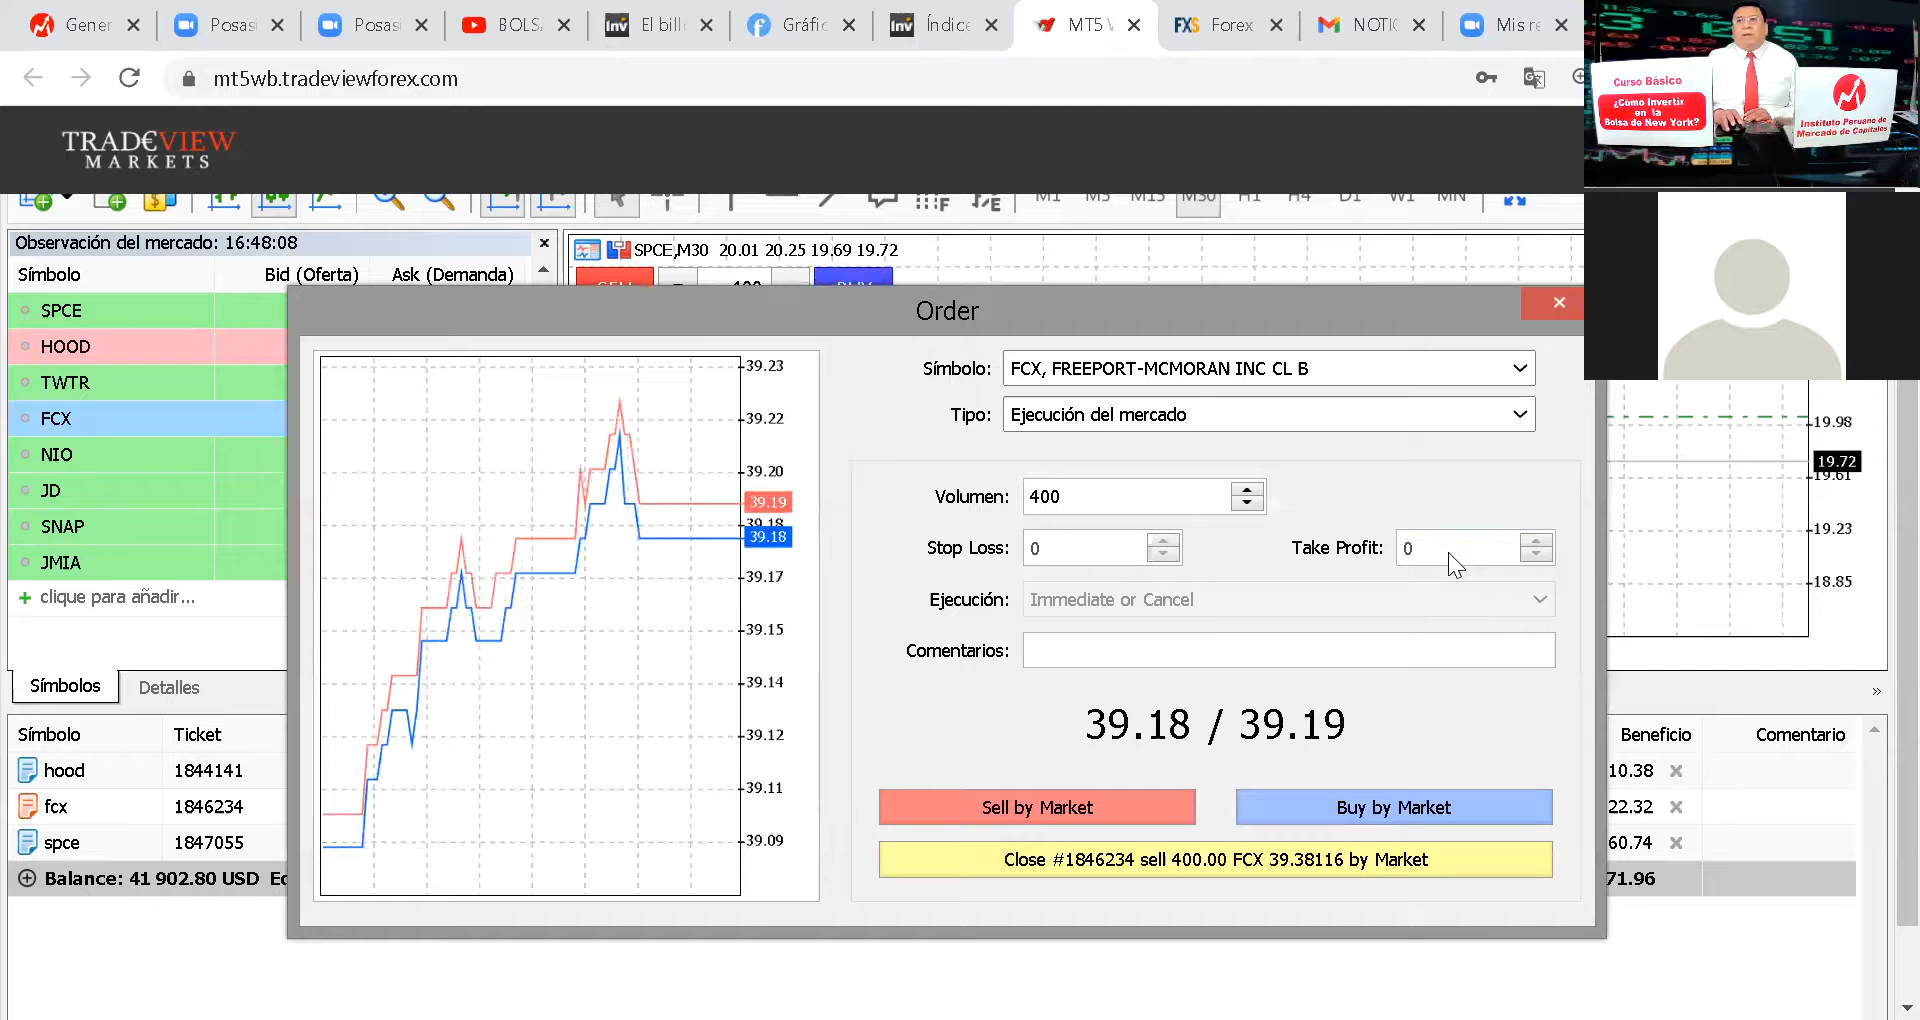 Gener
Posas
Posasi
BOLS
El bill
Gráfic
Índice
MT5 V
Forex
NOTIC
Mis re
mt5wb.tradeviewforex.com
TRAD€VIEW
MARKETS
M1 M5 M15 M30 H1 H4 D1 W1 MN
Curso Básico
¿Cómo Invertir
en la
Bolsa de New York?
Instituto Peruano de
Mercado de Capitales
Observación del mercado: 16:48:08
Símbolo Bid (Oferta) Ask (Demanda)
SPCE
HOOD
TWTR
FCX
NIO
JD
SNAP
JMIA
+ clique para añadir...
Símbolos Detalles
SPCE,M30 20.01 20.25 19.69 19.72
SELL 400 BUY
19.98
19.72
19.61
19.23
18.85
Order
39.23
39.22
39.20
39.19
39.18
39.18
39.17
39.15
39.14
39.12
39.11
39.09
Símbolo: FCX, FREEPORT-MCMORAN INC CL B
Tipo: Ejecución del mercado
Volumen: 400
Stop Loss: 0 Take Profit: 0
Ejecución: Immediate or Cancel
Comentarios:
39.18 / 39.19
Sell by Market Buy by Market
Close #1846234 sell 400.00 FCX 39.38116 by Market
Símbolo Ticket Beneficio Comentario
hood 1844141 10.38
fcx 1846234 22.32
spce 1847055 60.74
Balance: 41 902.80 USD 71.96